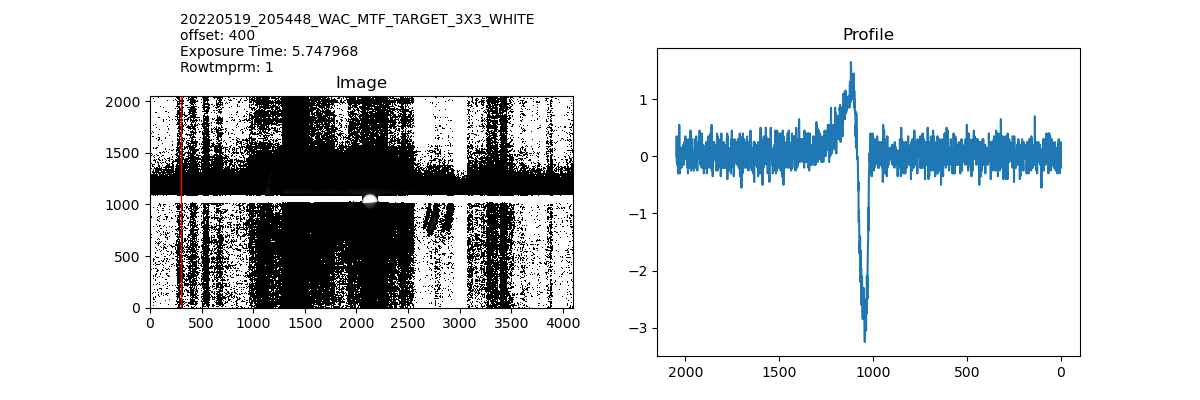 20220519_205448_WAC_MTF_TARGET_3X3_WHITE
offset: 400
Exposure Time: 5.747968
Rowtmprm: 1
Image
2000
1500
1000
500
0
0 500 1000 1500 2000 2500 3000 3500 4000
Profile
1
0
−1
−2
−3
2000 1500 1000 500 0